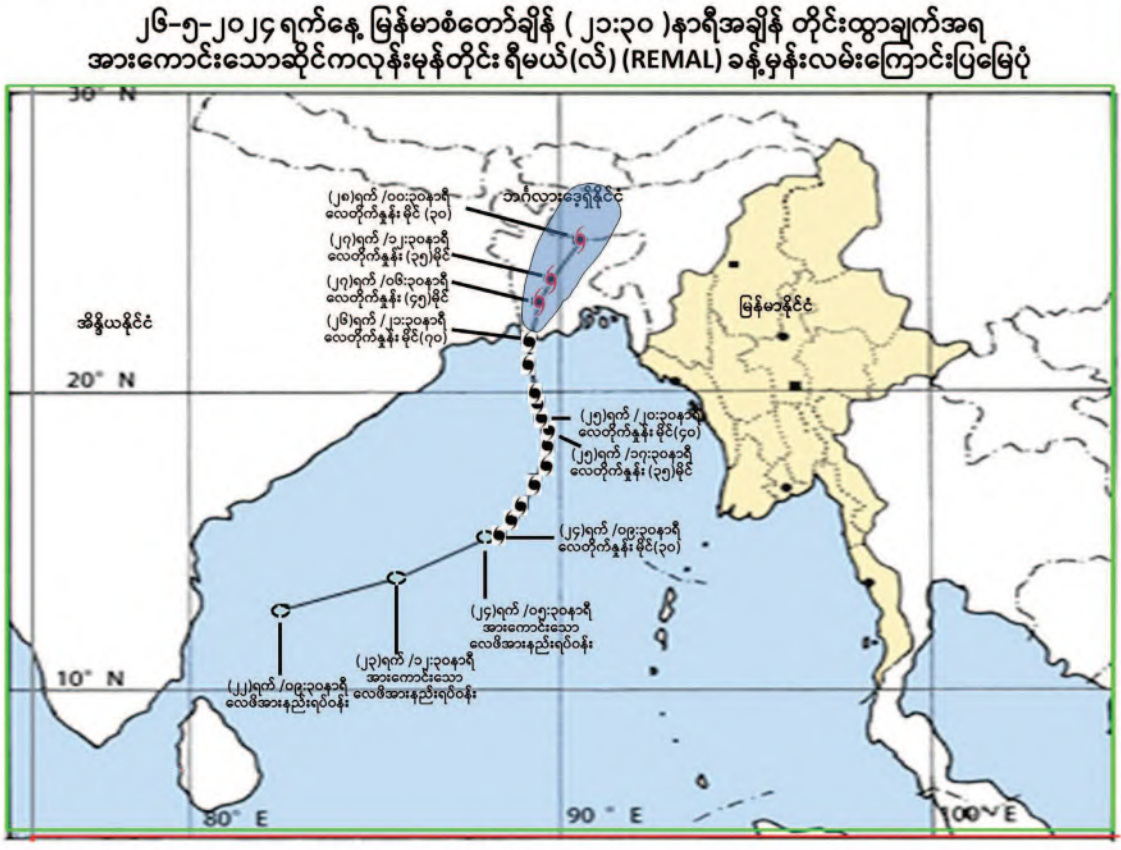 ၂၆-၅-၂၀၂၄ ရက်နေ့ မြန်မာစံတော်ချိန် ( ၂၁:၃၀ )နာရီအချိန် တိုင်းထွာချက်အရ
အားကောင်းသောဆိုင်ကလုန်းမုန်တိုင်း ရီမယ်(လ်) (REMAL) ခန့်မှန်းလမ်းကြောင်းပြမြေပုံ
30° N
ဘင်္ဂလားဒေ့ရှ်နိုင်ငံ
(၂၈)ရက် /၀၀:၃၀နာရီ
လေတိုက်နှုန်း မိုင် (၃၀)
(၂၇)ရက် /၁၂:၃၀နာရီ
လေတိုက်နှုန်း (၃၅)မိုင်
(၂၇)ရက် /၀၆:၃၀နာရီ
လေတိုက်နှုန်း (၄၅)မိုင်
(၂၆)ရက် /၂၁:၃၀နာရီ
လေတိုက်နှုန်း မိုင်(၇၀)
အိန္ဒိယနိုင်ငံ
မြန်မာနိုင်ငံ
20° N
(၂၅)ရက် /၂၀:၃၀နာရီ
လေတိုက်နှုန်း မိုင်(၄၀)
(၂၅)ရက် /၁၇:၃၀နာရီ
လေတိုက်နှုန်း (၃၅)မိုင်
(၂၄)ရက် /၀၉:၃၀နာရီ
လေတိုက်နှုန်း မိုင်(၃၀)
(၂၄)ရက် /၀၅:၃၀နာရီ
အားကောင်းသော
လေဖိအားနည်းရပ်ဝန်း
(၂၃)ရက် /၁၂:၃၀နာရီ
အားကောင်းသော
လေဖိအားနည်းရပ်ဝန်း
(၂၂)ရက် /၀၉:၃၀နာရီ
လေဖိအားနည်းရပ်ဝန်း
10° N
80° E
90° E
100° E